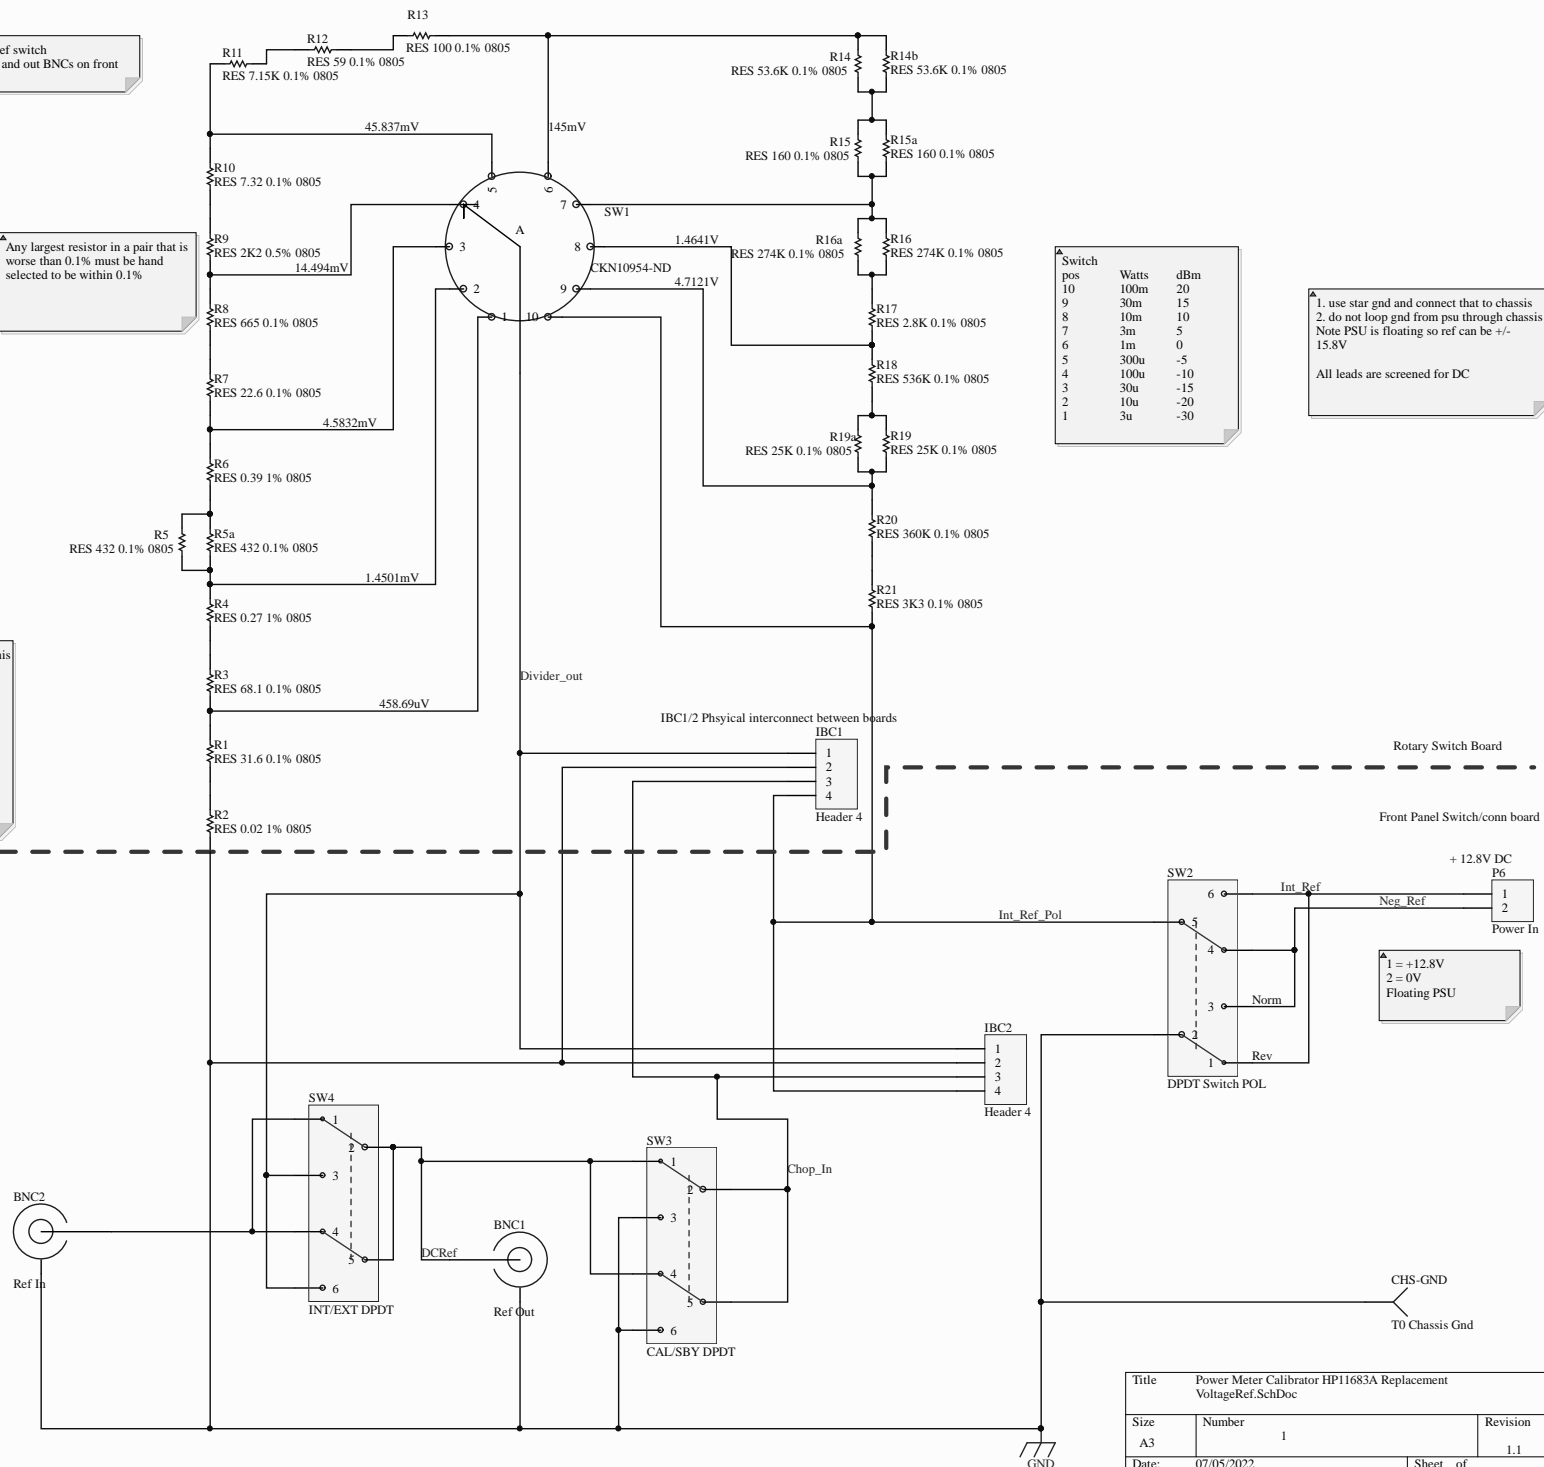 R13
RES 100 0.1% 0805
R12
RES 59 0.1% 0805
R11
RES 7.15K 0.1% 0805
ef switch
and out BNCs on front
R14
RES 53.6K 0.1% 0805
R14b
RES 53.6K 0.1% 0805
45.837mV
145mV
R15
RES 160 0.1% 0805
R15a
RES 160 0.1% 0805
R10
RES 7.32 0.1% 0805
5
6
4
7
SW1
3
A
8
2
9
1
10
CKN10954-ND
1.4641V
4.7121V
R16a
RES 274K 0.1% 0805
R16
RES 274K 0.1% 0805
Any largest resistor in a pair that is
worse than 0.1% must be hand
selected to be within 0.1%
R9
RES 2K2 0.5% 0805
14.494mV
R8
RES 665 0.1% 0805
R17
RES 2.8K 0.1% 0805
Switch
pos Watts dBm
10 100m 20
9 30m 15
8 10m 10
7 3m 5
6 1m 0
5 300u -5
4 100u -10
3 30u -15
2 10u -20
1 3u -30
1. use star gnd and connect that to chassis
2. do not loop gnd from psu through chassis
Note PSU is floating so ref can be +/-
15.8V
All leads are screened for DC
R7
RES 22.6 0.1% 0805
R18
RES 536K 0.1% 0805
4.5832mV
R19a
RES 25K 0.1% 0805
R19
RES 25K 0.1% 0805
R6
RES 0.39 1% 0805
R5
RES 432 0.1% 0805
R5a
RES 432 0.1% 0805
R20
RES 360K 0.1% 0805
1.4501mV
R4
RES 0.27 1% 0805
R21
RES 3K3 0.1% 0805
nis
R3
RES 68.1 0.1% 0805
Divider_out
458.69uV
IBC1/2 Phsyical interconnect between boards
IBC1
1
2
3
4
Header 4
R1
RES 31.6 0.1% 0805
R2
RES 0.02 1% 0805
Rotary Switch Board
Front Panel Switch/conn board
+ 12.8V DC
P6
1
2
Power In
SW2
6
5
4
3
2
1
DPDT Switch POL
Int_Ref
Neg_Ref
Int_Ref_Pol
Norm
Rev
1 = +12.8V
2 = 0V
Floating PSU
IBC2
1
2
3
4
Header 4
SW4
1
2
3
4
5
6
INT/EXT DPDT
SW3
1
2
3
4
5
6
CAL/SBY DPDT
Chop_In
BNC2
Ref In
BNC1
DCRef
Ref Out
CHS-GND
T0 Chassis Gnd
GND
Title Power Meter Calibrator HP11683A Replacement
VoltageRef.SchDoc
Size Number Revision
A3 1 1.1
Date: 07/05/2022 Sheet of